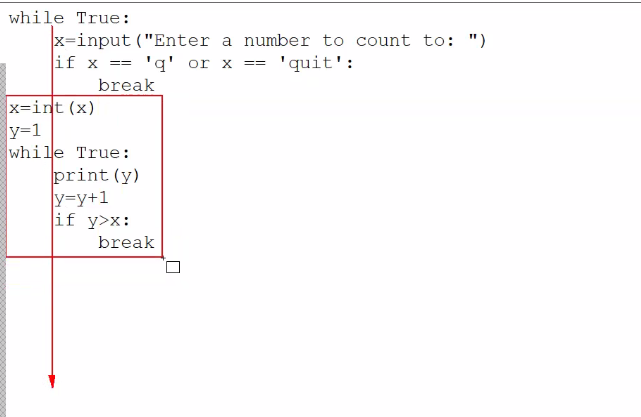 while True:
    x=input("Enter a number to count to: ")
    if x == 'q' or x == 'quit':
        break
x=int(x)
y=1
while True:
    print(y)
    y=y+1
    if y>x:
        break